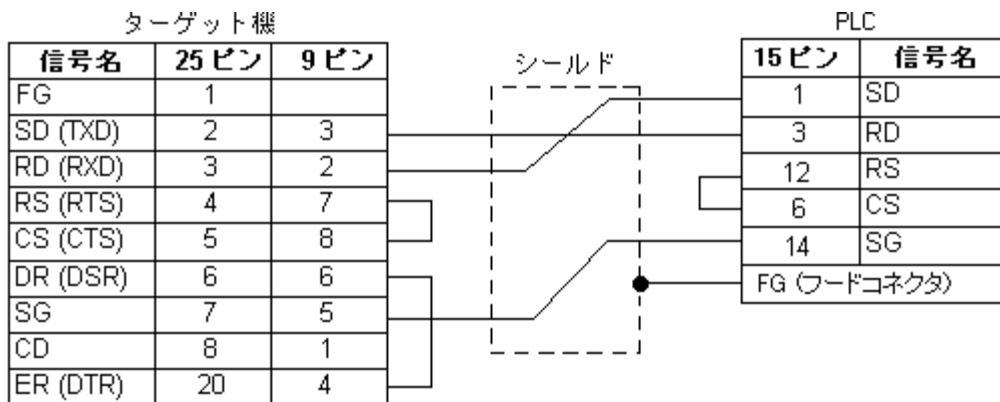 ターゲット機
信号名 25ピン 9ピン
FG 1
SD (TXD) 2 3
RD (RXD) 3 2
RS (RTS) 4 7
CS (CTS) 5 8
DR (DSR) 6 6
SG 7 5
CD 8 1
ER (DTR) 20 4
シールド
PLC
15ピン 信号名
1 SD
3 RD
12 RS
6 CS
14 SG
FG (フードコネクタ)